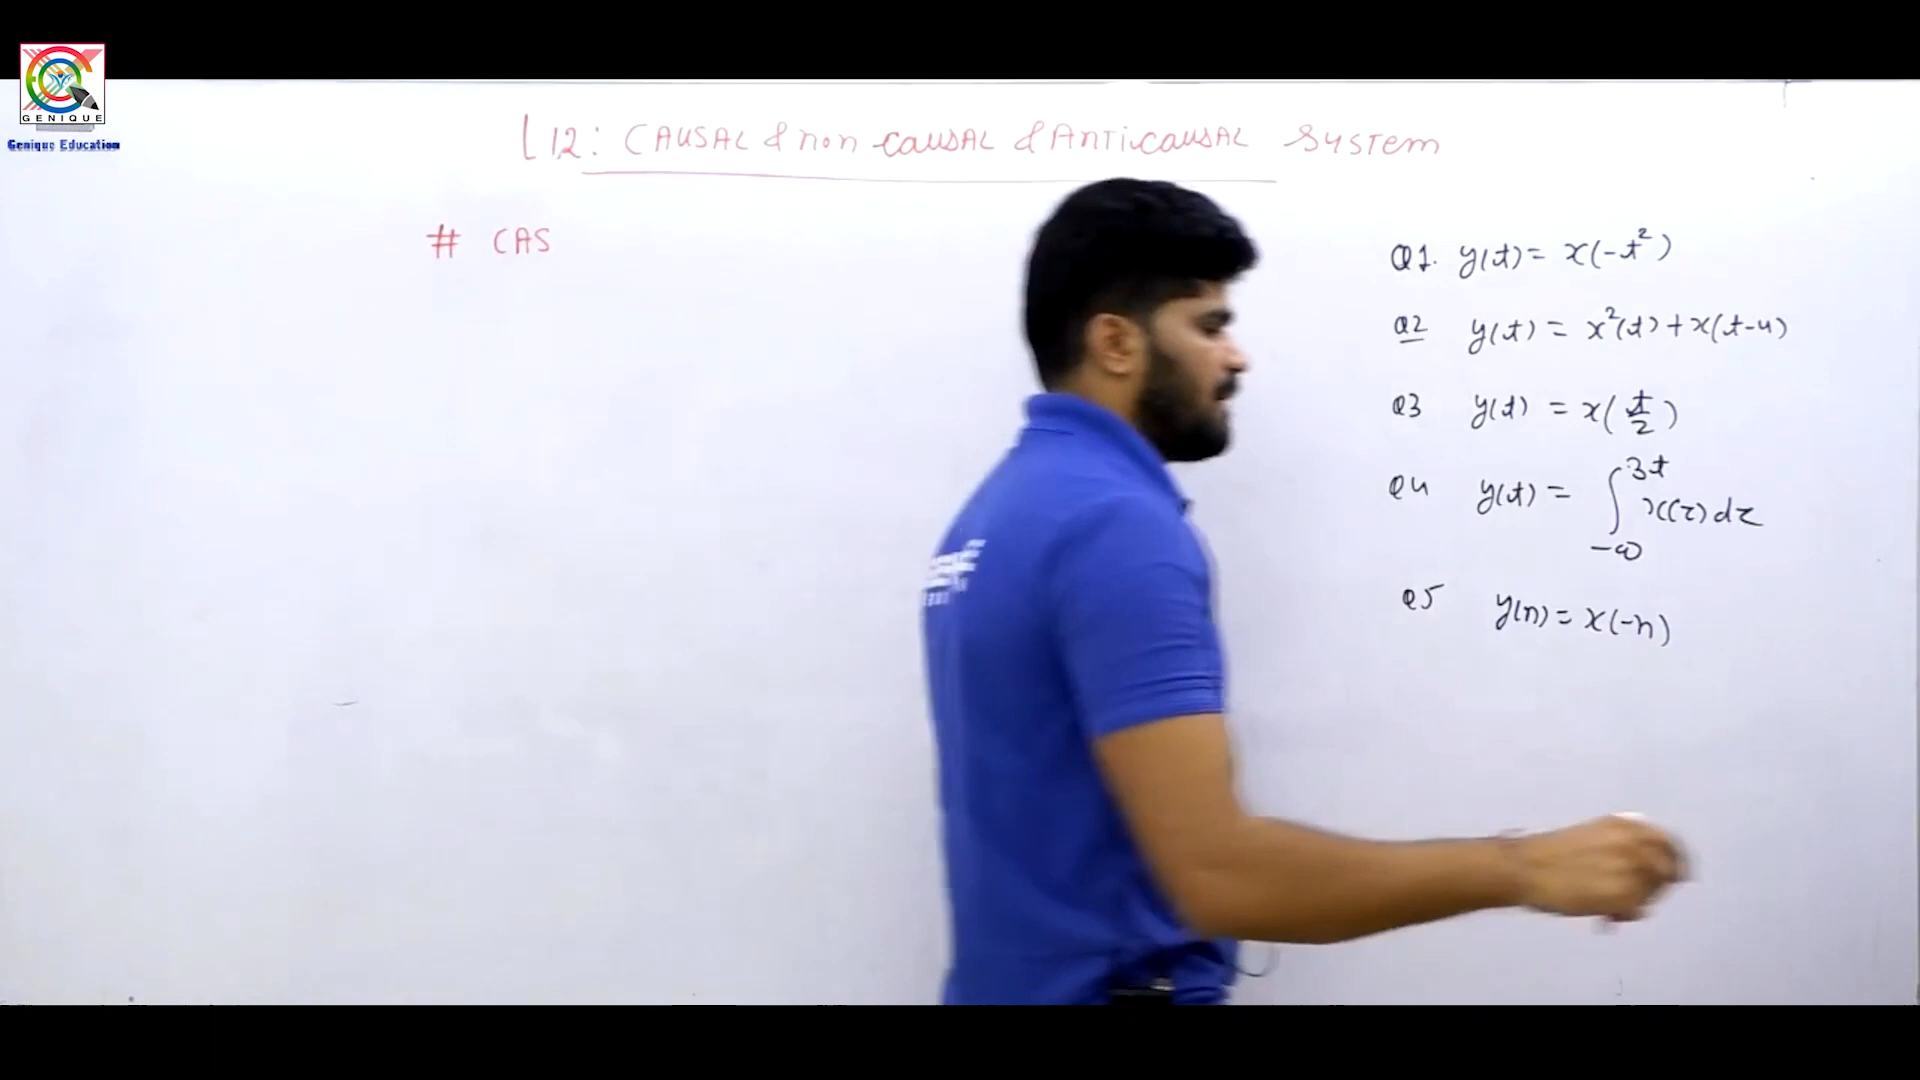 GENIQUE
Genique Education
L12: CAUSAL & non causAL & ANTicausAL System
# CAS
Q1. y(t) = x(-t²)
Q2 y(t) = x²(t) + x(t-4)
Q3 y(t) = x(t/2)
Q4 y(t) = ∫_{-∞}^{3t} x(τ)dτ
Q5 y(n) = x(-n)